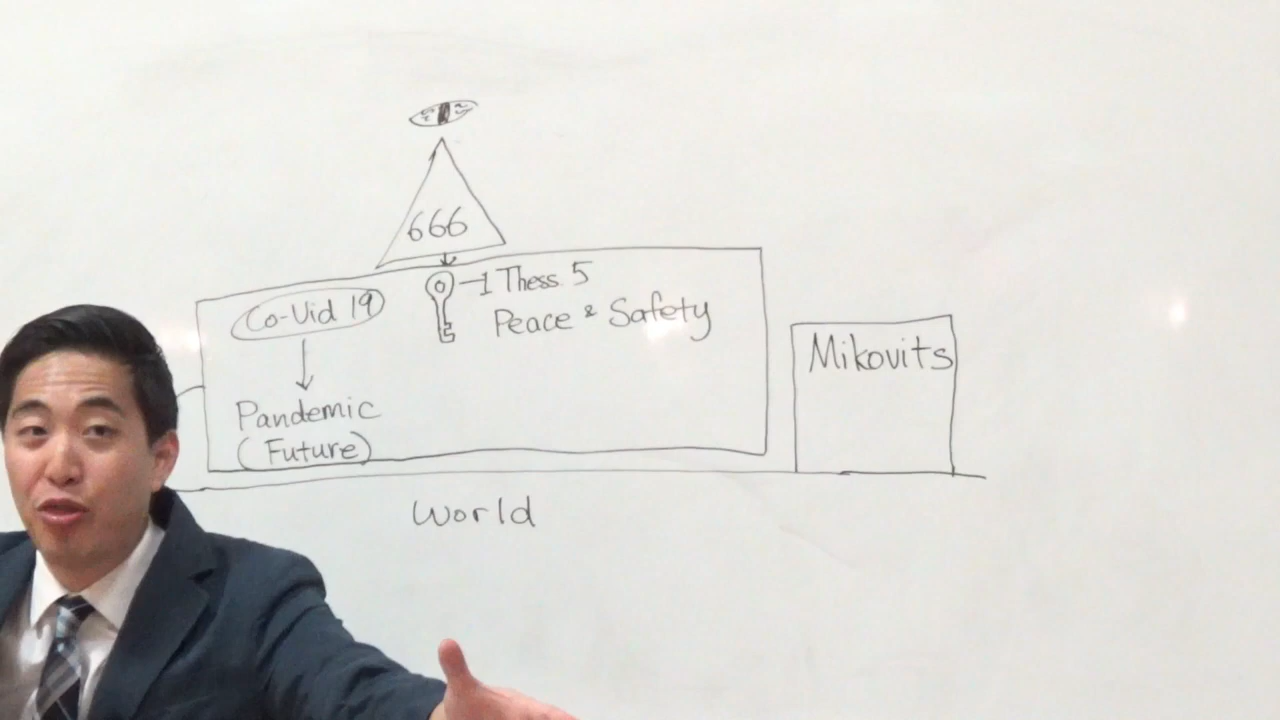 666
Co-Vid 19
1 Thess 5
Peace & Safety
Pandemic
(Future)
Mikovits
World